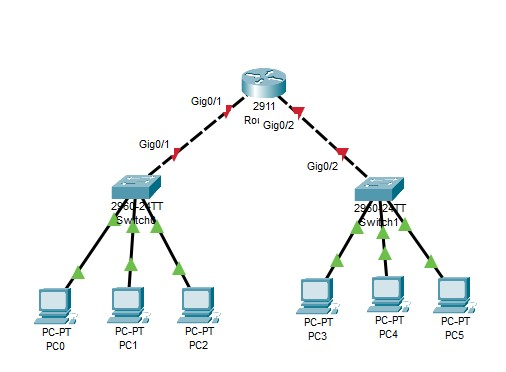 Gig0/1
2911
Gig0/2
Gig0/1
Gig0/2
2960-24TT
Switch0
2960-24TT
Switch1
PC-PT
PC0
PC-PT
PC1
PC-PT
PC2
PC-PT
PC3
PC-PT
PC4
PC-PT
PC5